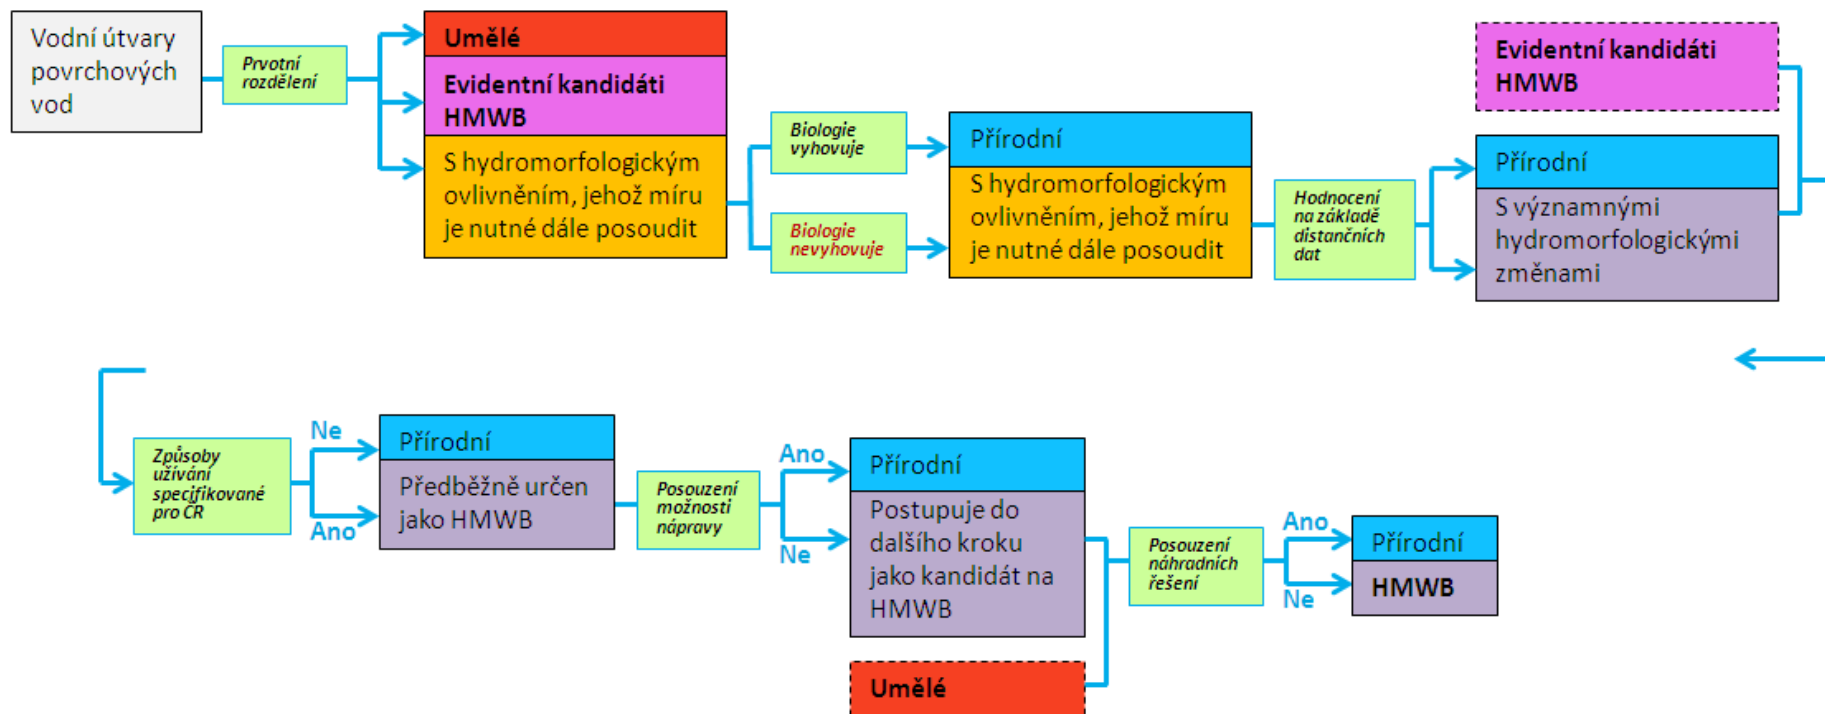 Vodní útvary
povrchových
vod
Prvotní
rozdělení
Umělé
Evidentní kandidáti
HMWB
S hydromorfologickým
ovlivněním, jehož míru
je nutné dále posoudit
Biologie
vyhovuje
Biologie
nevyhovuje
Přírodní
S hydromorfologickým
ovlivněním, jehož míru
je nutné dále posoudit
Hodnocení
na základě
distančních
dat
Evidentní kandidáti
HMWB
Přírodní
S významnými
hydromorfologickými
změnami
Způsoby
užívání
specifikované
pro ČR
Ne
Ano
Přírodní
Předběžně určen
jako HMWB
Posouzení
možnosti
nápravy
Ano
Ne
Přírodní
Postupuje do
dalšího kroku
jako kandidát na
HMWB
Umělé
Posouzení
náhradních
řešení
Ano
Ne
Přírodní
HMWB